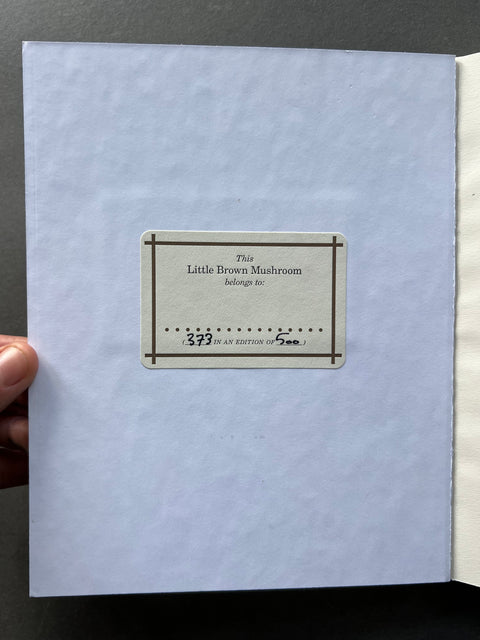 This
Little Brown Mushroom
belongs to:
(373 IN AN EDITION OF 500)